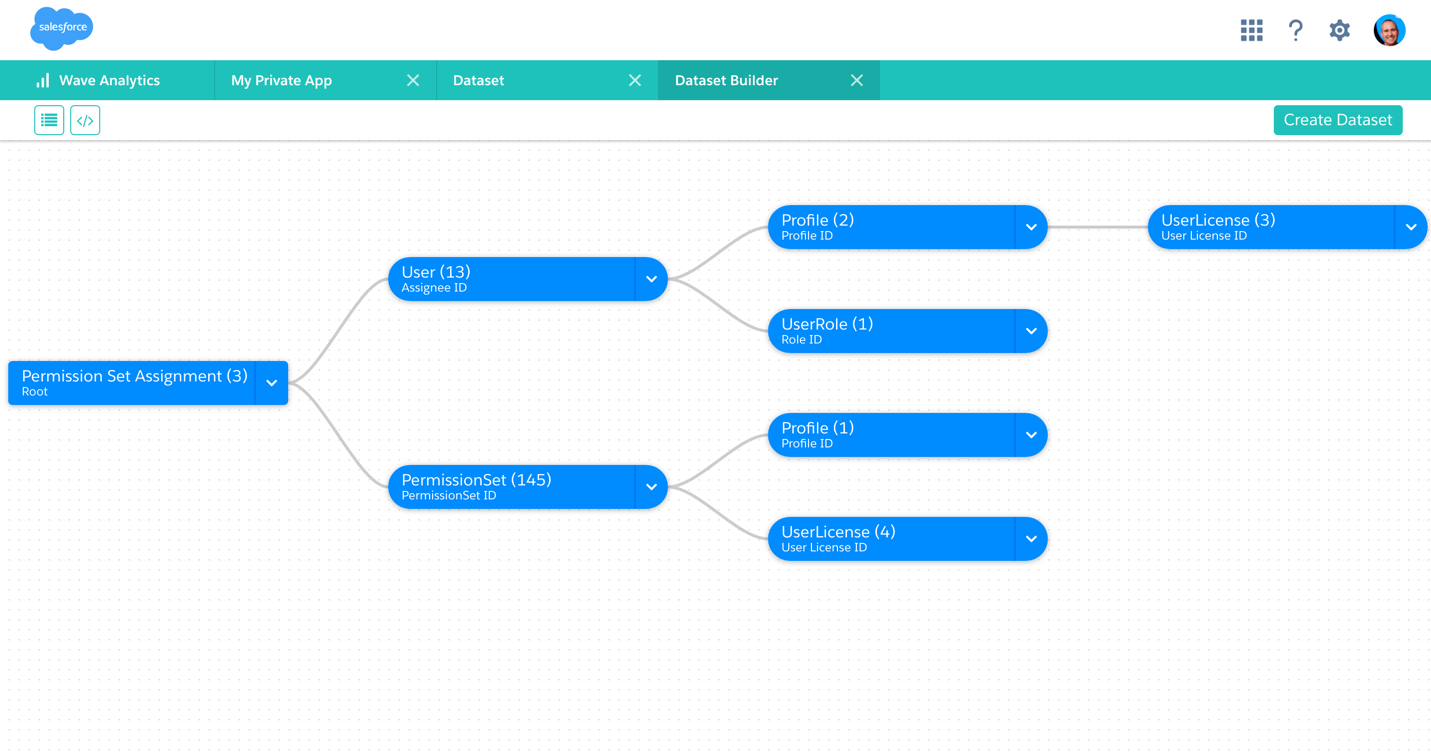 salesforce
Wave Analytics
My Private App
Dataset
Dataset Builder
</>
Create Dataset
Profile (2)
Profile ID
UserLicense (3)
User License ID
User (13)
Assignee ID
UserRole (1)
Role ID
Permission Set Assignment (3)
Root
Profile (1)
Profile ID
PermissionSet (145)
PermissionSet ID
UserLicense (4)
User License ID